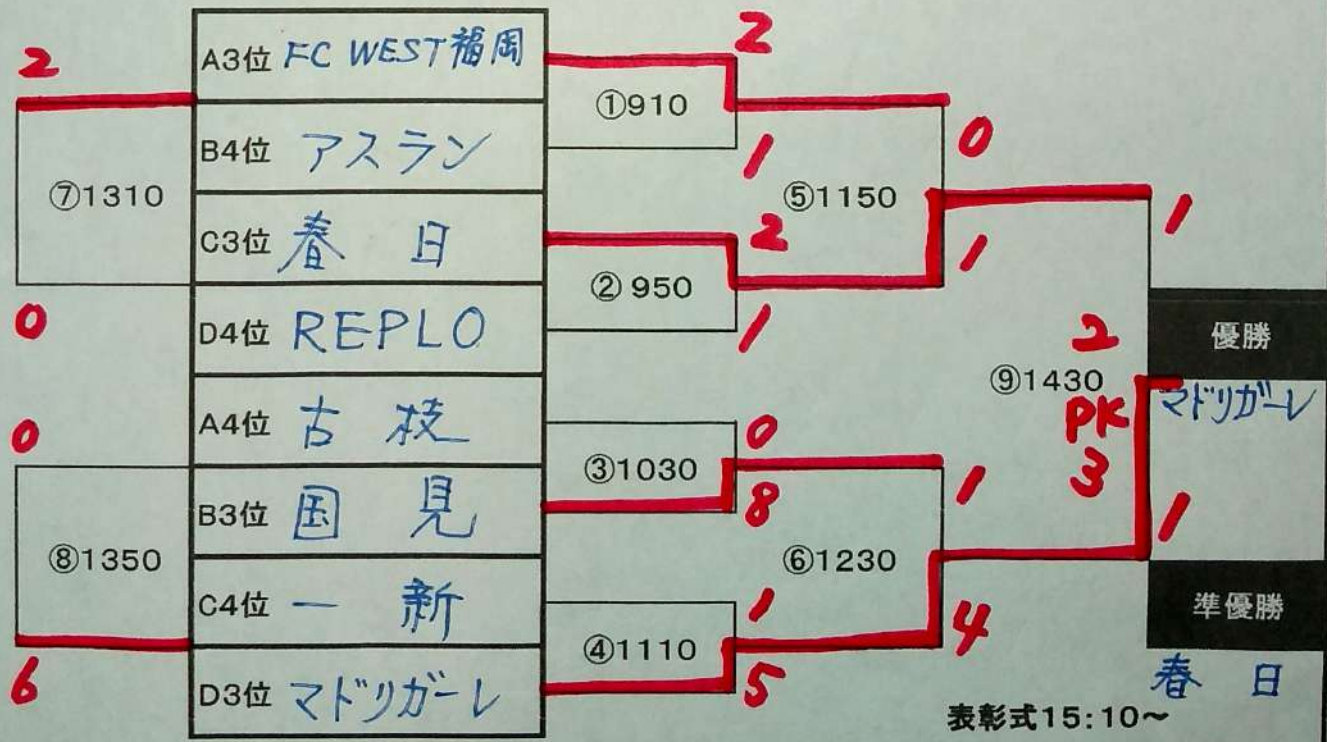 A3位 FC WEST福岡
B4位 アスラン
C3位 春 日
D4位 REPLO
A4位 古 枝
B3位 国 見
C4位 一 新
D3位 マドリガーレ
2
⑦1310
0
0
⑧1350
6
2
①910
1
2
②950
1
0
③1030
8
1
④1110
5
0
⑤1150
1
1
⑥1230
4
1
2
⑨1430
PK
3
1
優勝
マドリガーレ
準優勝
春 日
表彰式15:10~